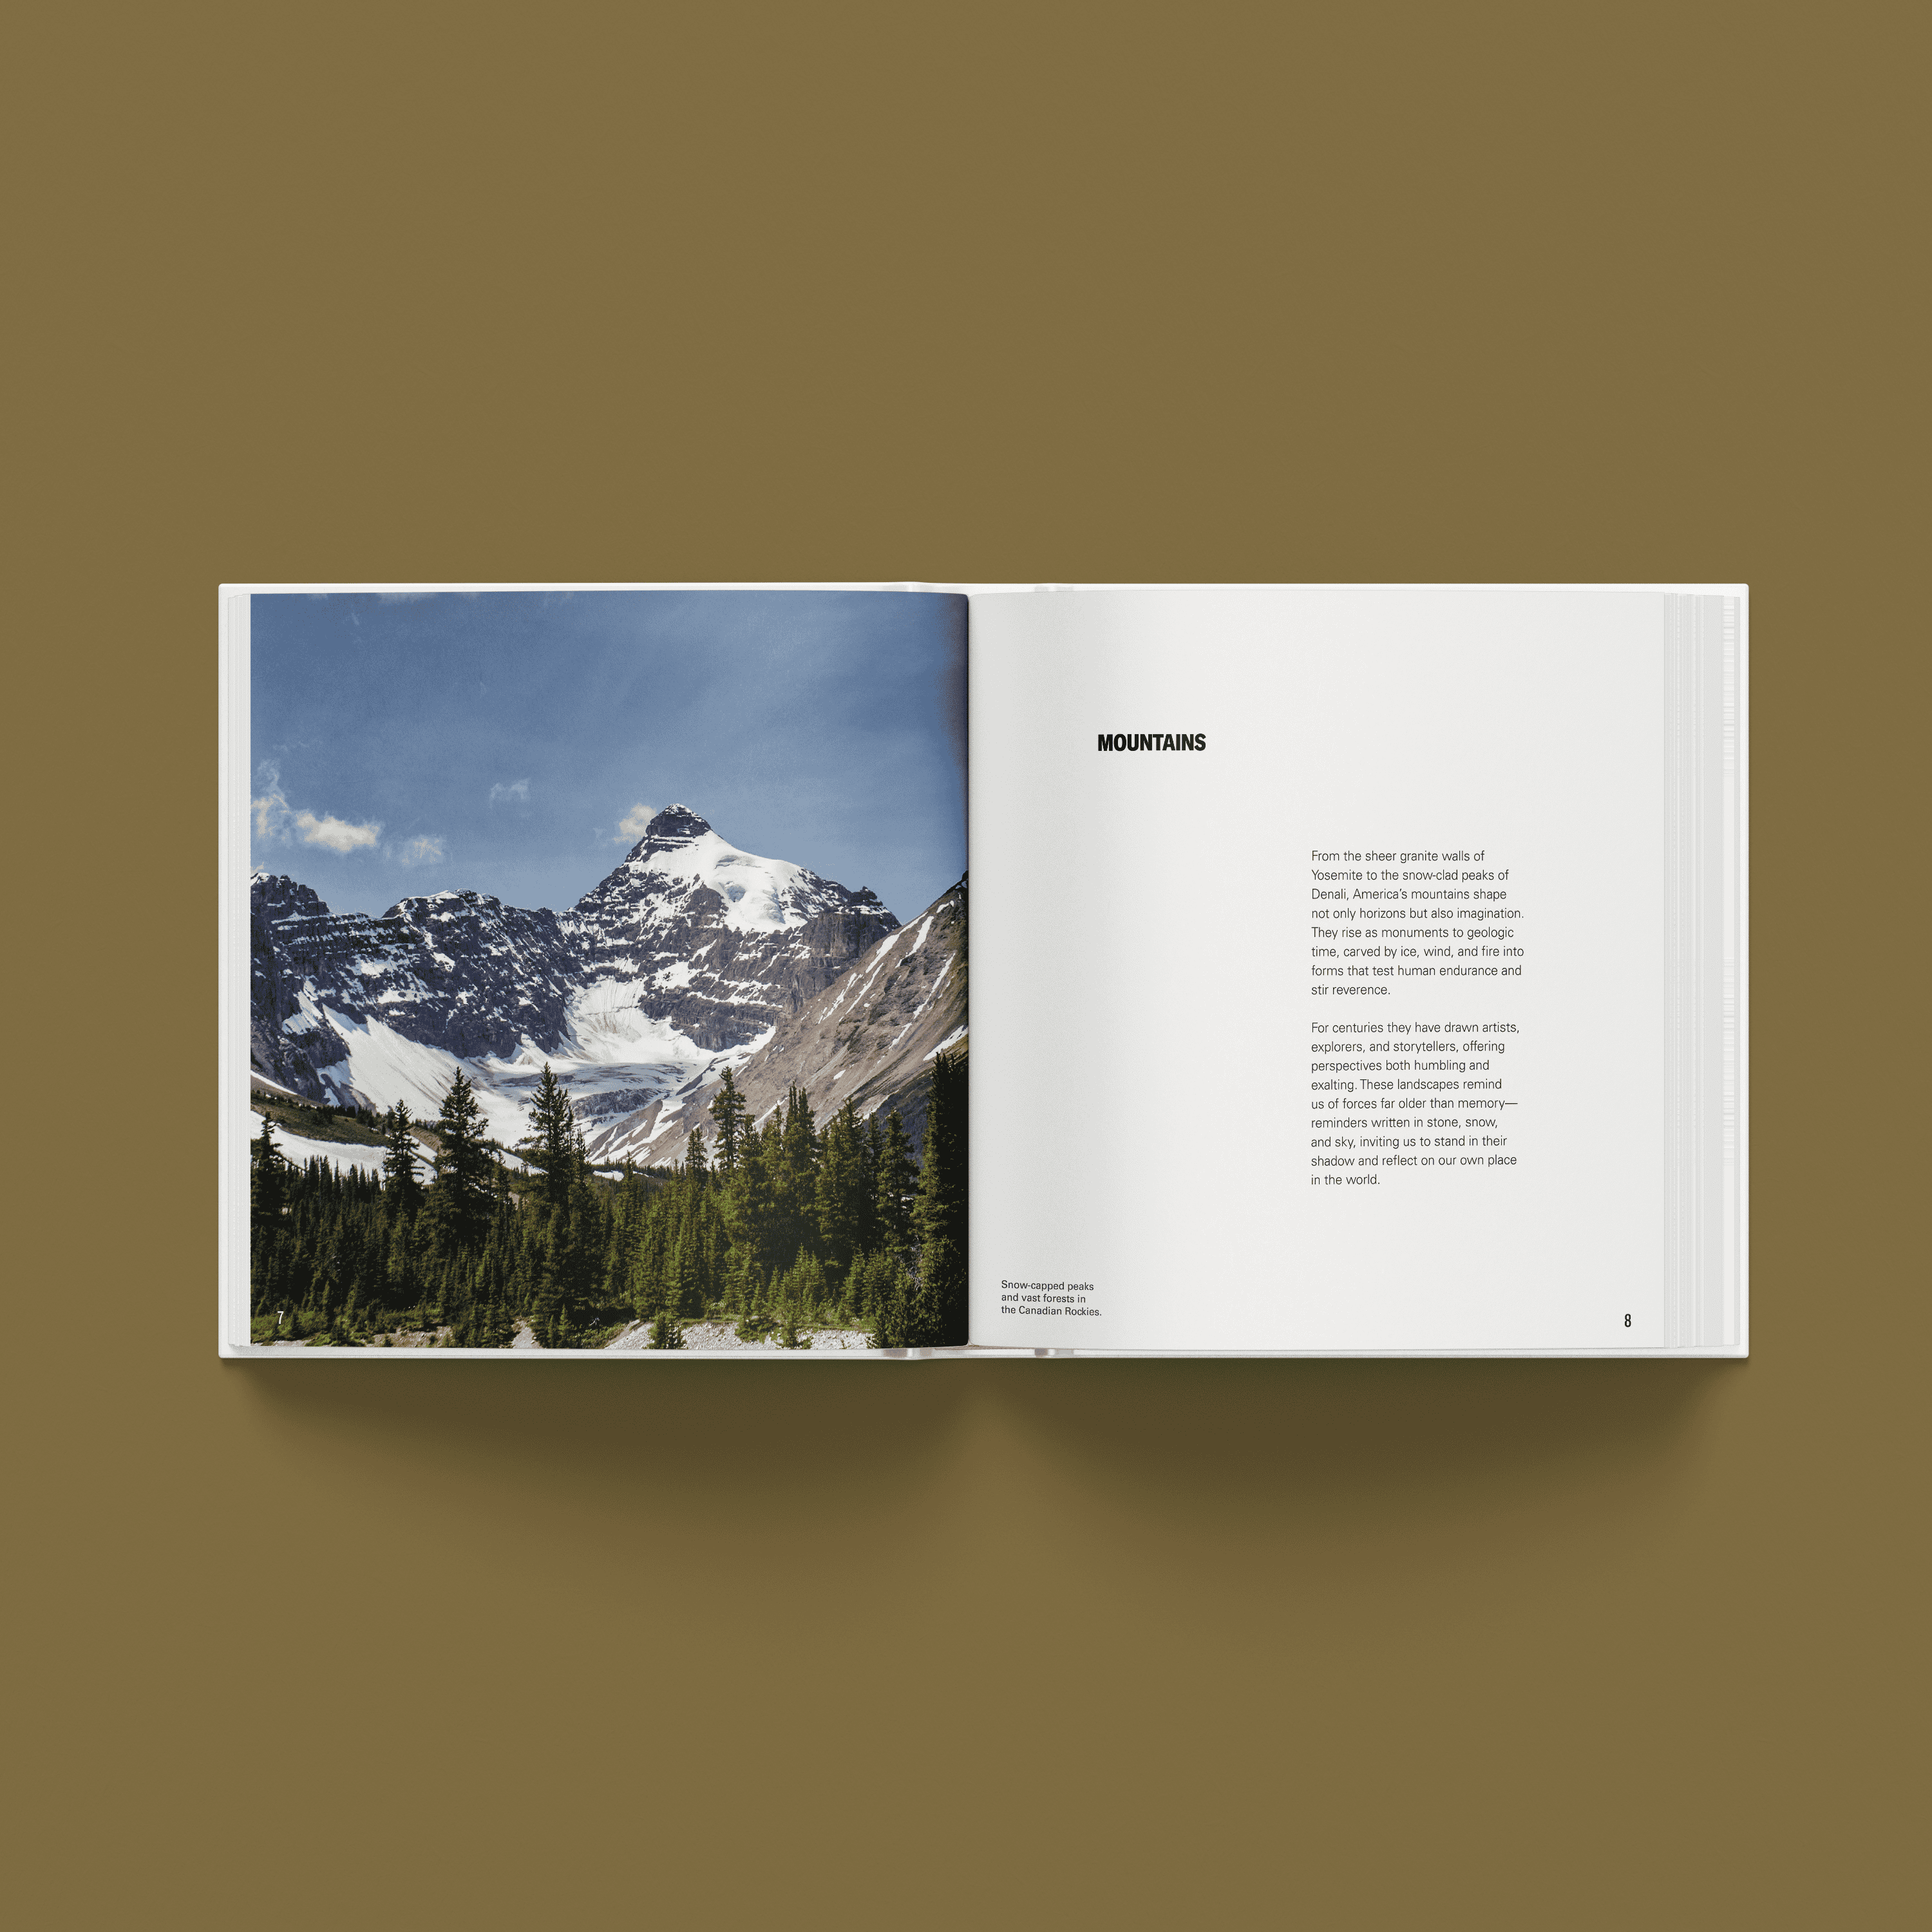 7
MOUNTAINS
From the sheer granite walls of
Yosemite to the snow-clad peaks of
Denali, America’s mountains shape
not only horizons but also imagination.
They rise as monuments to geologic
time, carved by ice, wind, and fire into
forms that test human endurance and
stir reverence.
For centuries they have drawn artists,
explorers, and storytellers, offering
perspectives both humbling and
exalting. These landscapes remind
us of forces far older than memory—
reminders written in stone, snow,
and sky, inviting us to stand in their
shadow and reflect on our own place
in the world.
Snow-capped peaks
and vast forests in
the Canadian Rockies.
8